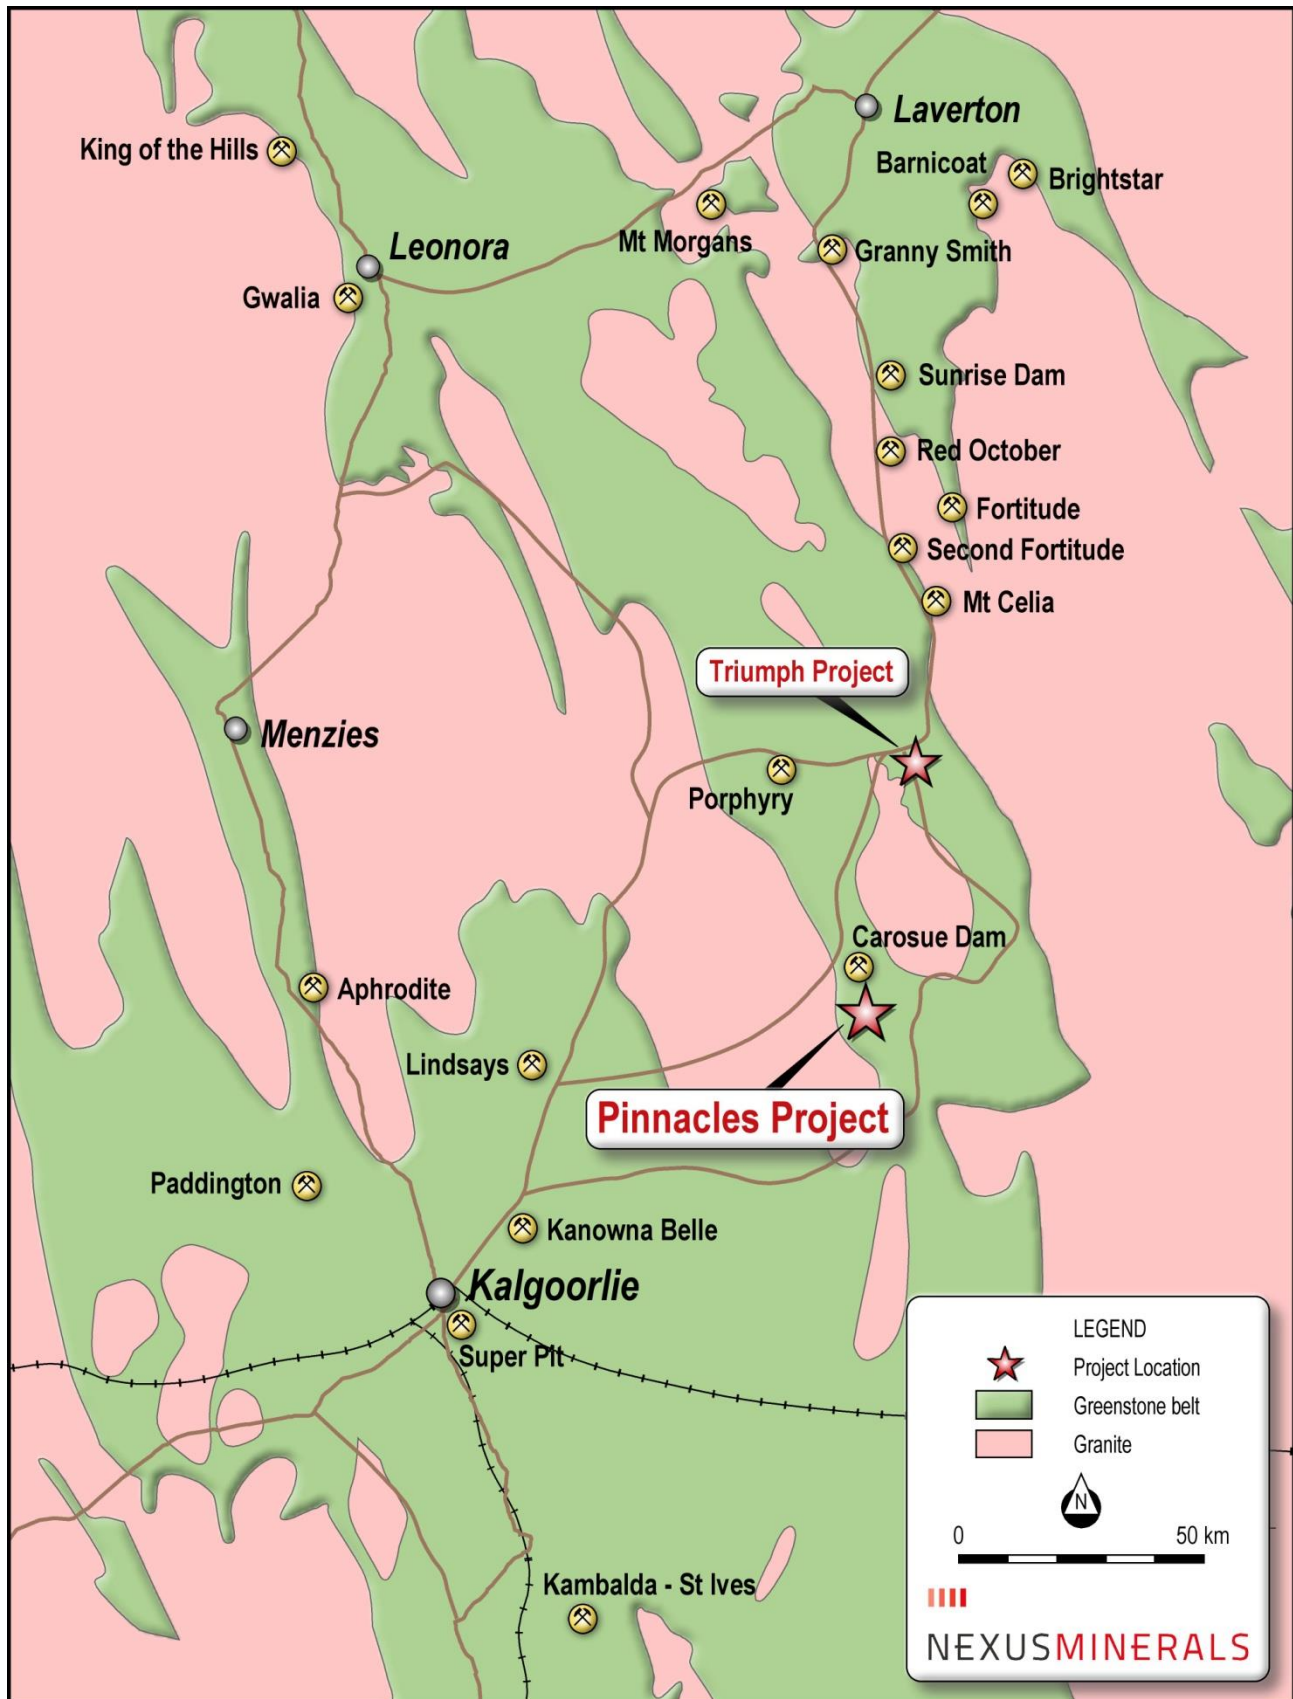 Laverton
King of the Hills
Barnicoat
Brightstar
Mt Morgans
Leonora
Granny Smith
Gwalia
Sunrise Dam
Red October
Fortitude
Second Fortitude
Mt Celia
Triumph Project
Menzies
Porphyry
Carosue Dam
Aphrodite
Lindsays
Pinnacles Project
Paddington
Kanowna Belle
Kalgoorlie
Super Pit
LEGEND
Project Location
Greenstone belt
Granite
N
0 50 km
Kambalda - St Ives
NEXUSMINERALS